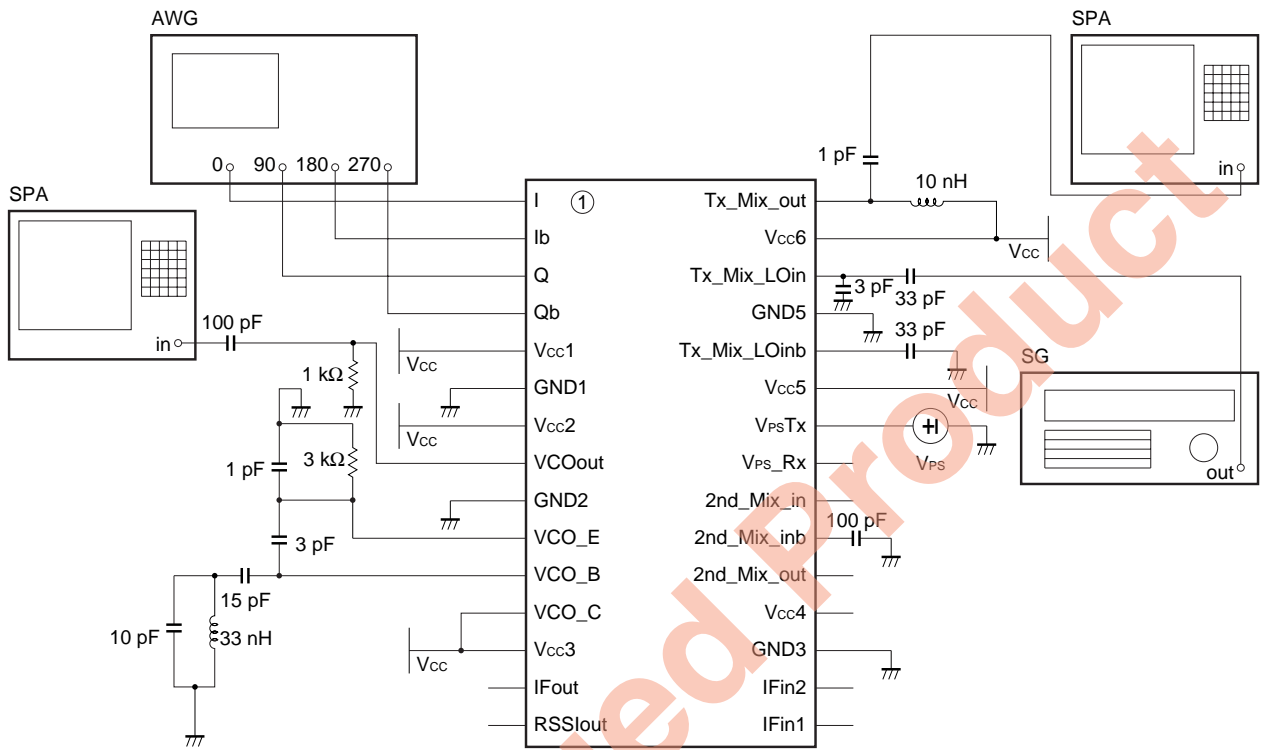 AWG
SPA
0 90 180 270
SPA
in
1 pF
10 nH
in
I
1
Tx_Mix_out
Ib
Vcc6
Vcc
Q
Tx_Mix_LOin
3 pF
33 pF
Qb
GND5
100 pF
in
33 pF
Vcc1
Vcc
Tx_Mix_LOinb
SG
1 kΩ
GND1
Vcc5
Vcc
Vcc2
Vcc
VPSTx
VPS
3 kΩ
1 pF
VCOout
VPS_Rx
out
GND2
2nd_Mix_in
100 pF
3 pF
VCO_E
2nd_Mix_inb
VCO_B
2nd_Mix_out
15 pF
VCO_C
Vcc4
10 pF
33 nH
Vcc3
Vcc
GND3
IFout
IFin2
RSSIout
IFin1
ed Product